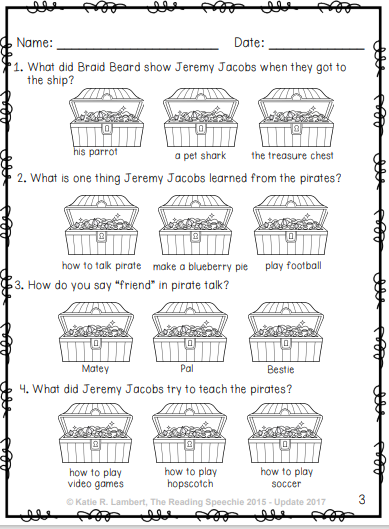 Name: ______________________ Date: _____________
1. What did Braid Beard show Jeremy Jacobs when they got to
the ship?
his parrot a pet shark the treasure chest
2. What is one thing Jeremy Jacobs learned from the pirates?
how to talk pirate make a blueberry pie play football
3. How do you say “friend” in pirate talk?
Matey Pal Bestie
4. What did Jeremy Jacobs try to teach the pirates?
how to play how to play how to play
video games hopscotch soccer
© Katie R. Lambert, The Reading Speechie 2015 - Update 2017 3